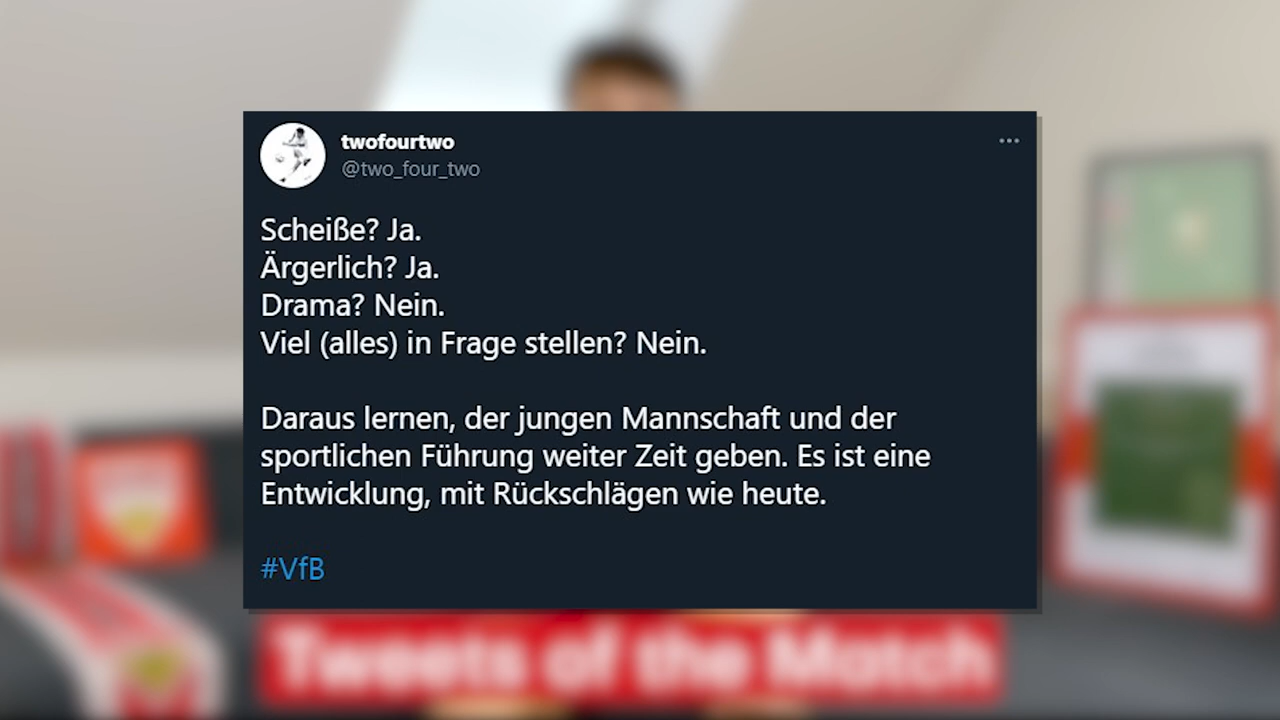 twofourtwo
@two_four_two
Scheiße? Ja.
Ärgerlich? Ja.
Drama? Nein.
Viel (alles) in Frage stellen? Nein.
Daraus lernen, der jungen Mannschaft und der
sportlichen Führung weiter Zeit geben. Es ist eine
Entwicklung, mit Rückschlägen wie heute.
#VfB
Tweets of the Match